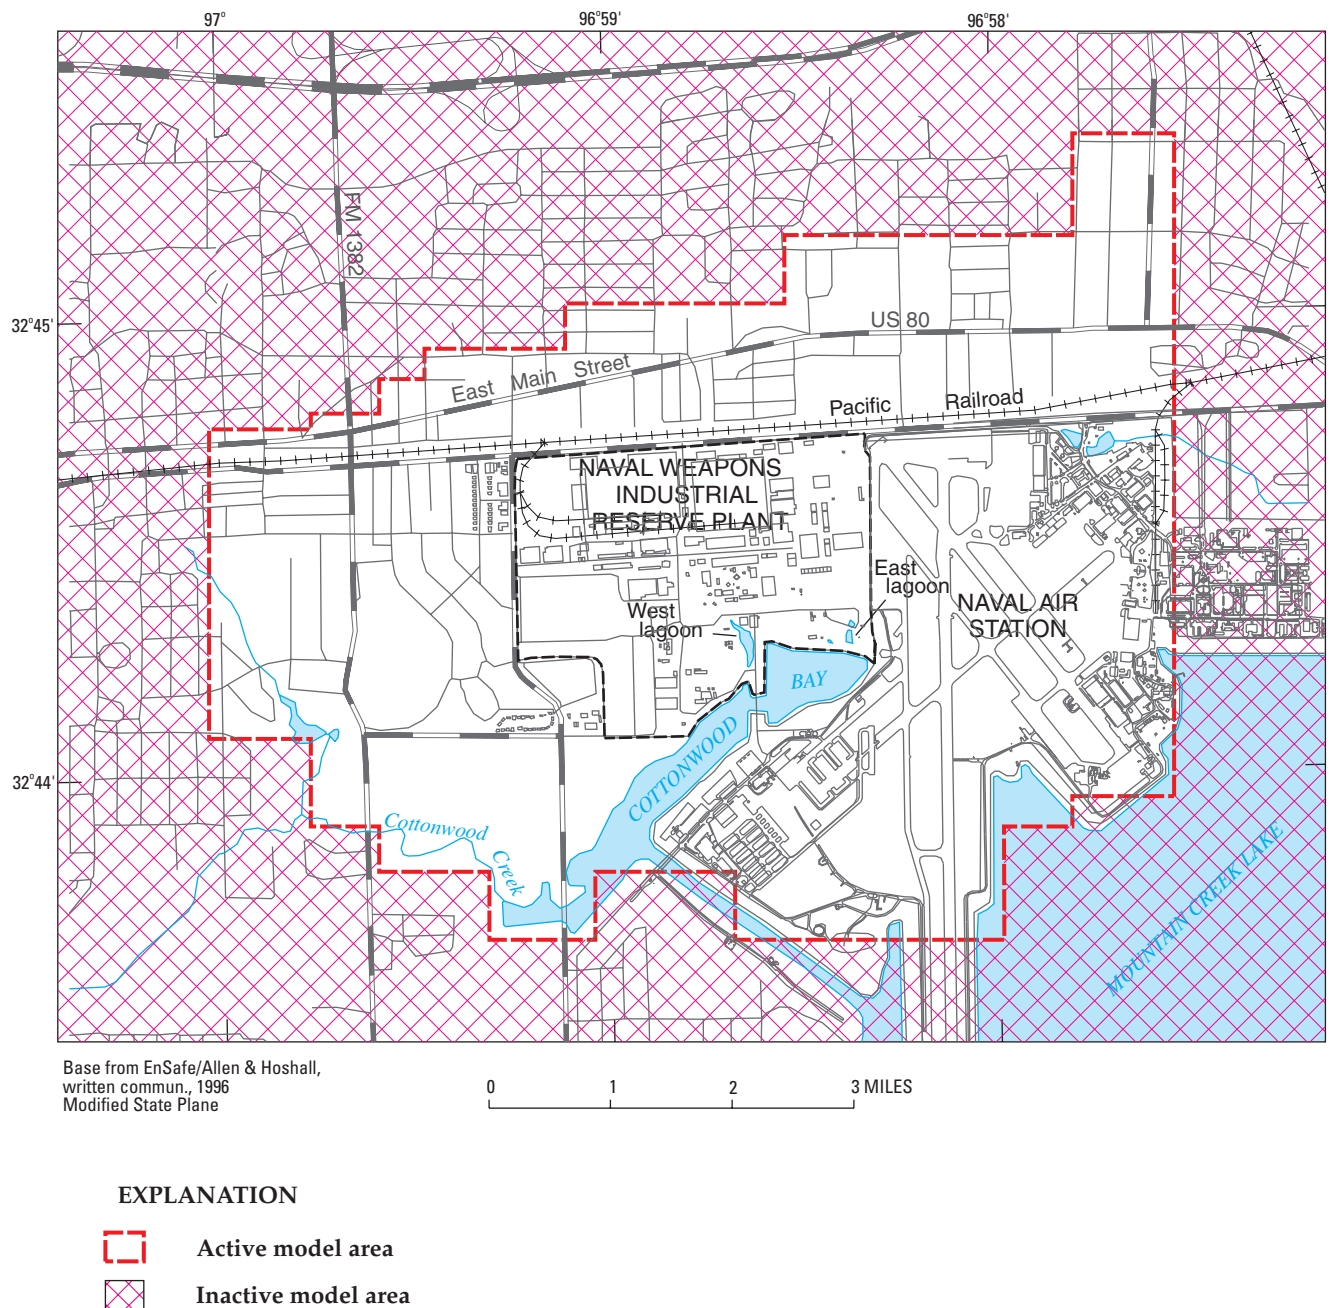 97°
96°59'
96°58'
FM 1382
32°45'
US 80
East Main Street
Pacific Railroad
NAVAL WEAPONS
INDUSTRIAL
RESERVE PLANT
East
lagoon
NAVAL AIR
STATION
West
lagoon
BAY
COTTONWOOD
32°44'
Cottonwood
Creek
MOUNTAIN CREEK LAKE
Base from EnSafe/Allen & Hoshall,
written commun., 1996
Modified State Plane
0 1 2 3 MILES
EXPLANATION
Active model area
Inactive model area